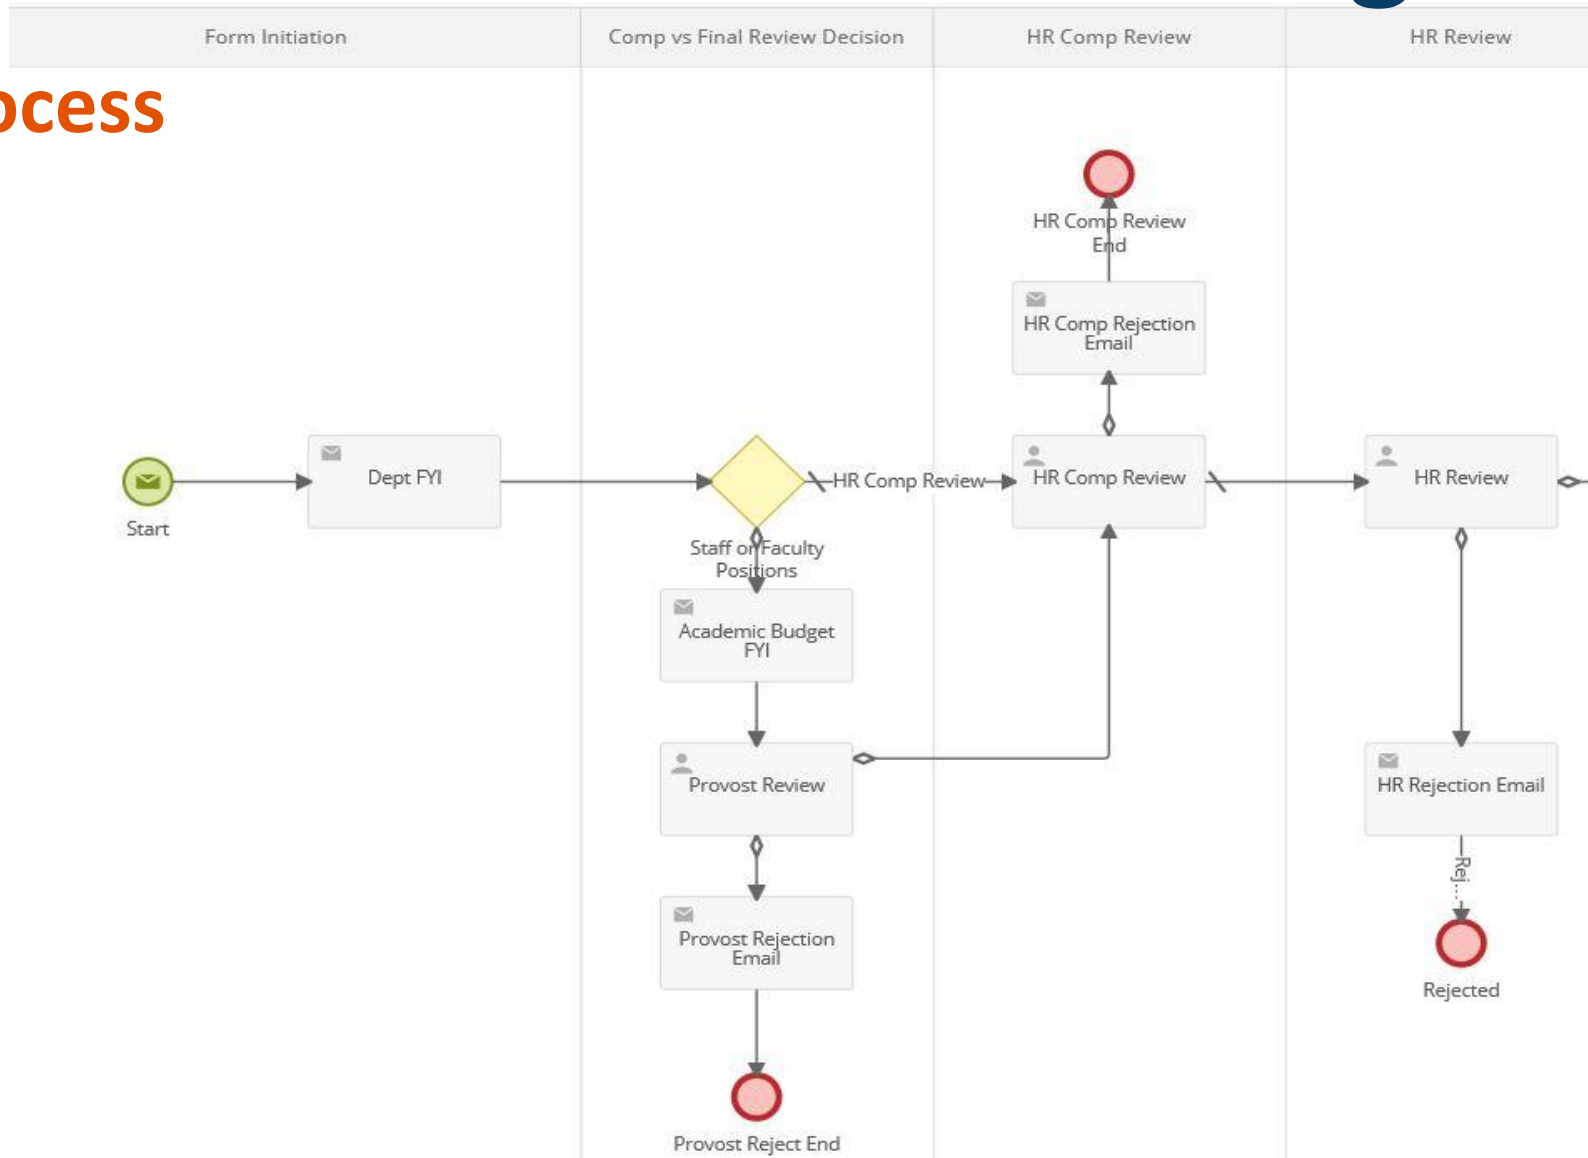 Form Initiation
Comp vs Final Review Decision
HR Comp Review
HR Review
HR Comp Review
End
HR Comp Rejection
Email
Start
Dept FYI
HR Comp Review
HR Comp Review
HR Review
Staff or Faculty
Positions
Academic Budget
FYI
Provost Review
HR Rejection Email
Rej...
Provost Rejection
Email
Rejected
Provost Reject End